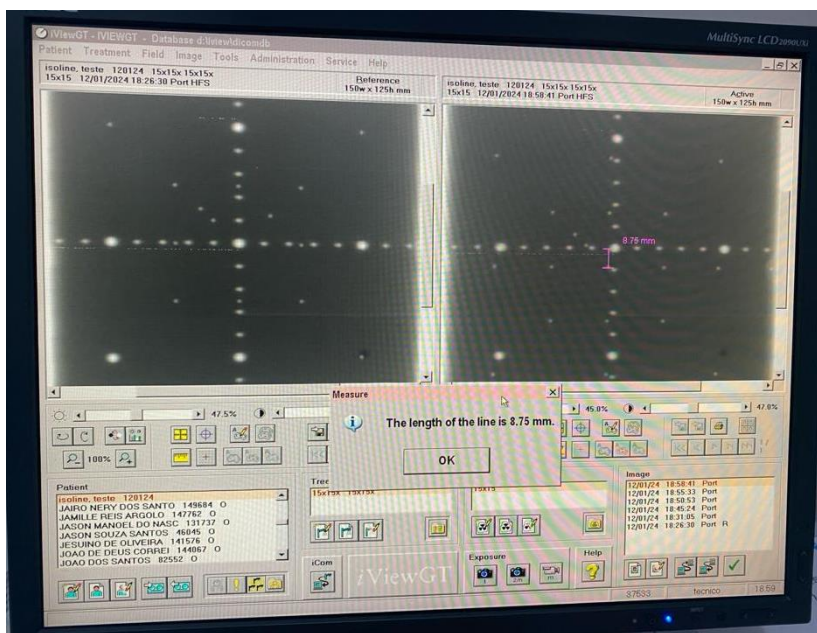 MultiSync LCD2090UXi
iViewGT - IVIEWGT - Database d:\iview\dicomdb
Patient Treatment Field Image Tools Administration Service Help
isoline, teste 120124 15x15x 15x15x
15x15 12/01/2024 18:26:30 Port HFS
Reference
150w x 125h mm
isoline, teste 120124 15x15x 15x15x
15x15 12/01/2024 18:58:41 Port HFS
Active
150w x 125h mm
8.75 mm
47.5%
45.0%
47.0%
Measure
The length of the line is 8.75 mm.
OK
100%
Patient
isoline, teste 120124
JAIRO NERY DOS SANTO 149684 O
JAMILLE REIS ARGOLO 147762 O
JASON MANOEL DO NASC 131737 O
JASON SOUZA SANTOS 46045 O
JESUINO DE OLIVEIRA 141576 O
JOAO DE DEUS CORREI 144067 O
JOAO DOS SANTOS 82552 O
Trec
15x15x 15x15x
15x15
Image
12/01/24 18:58:41 Port
12/01/24 18:55:33 Port
12/01/24 18:50:53 Port
12/01/24 18:45:24 Port
12/01/24 18:31:05 Port
12/01/24 18:26:30 Port R
iCom
iViewGT
Exposure
Help
37533
tecnico
18:59